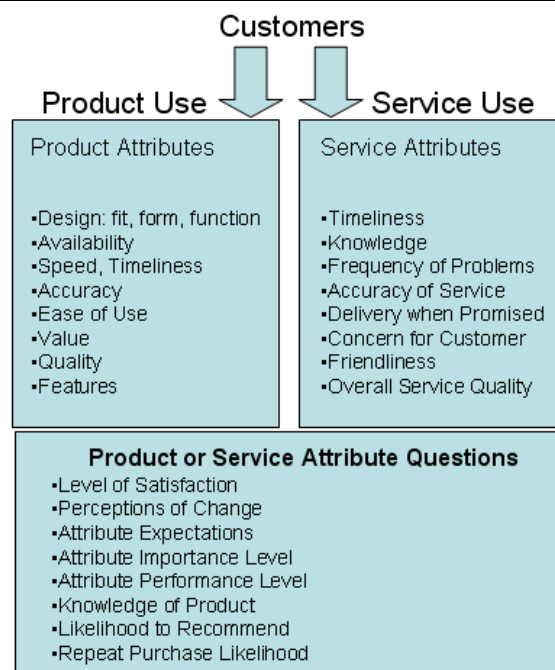 Customers
Product Use
Service Use
Product Attributes
▪Design: fit, form, function
▪Availability
▪Speed, Timeliness
▪Accuracy
▪Ease of Use
▪Value
▪Quality
▪Features
Service Attributes
▪Timeliness
▪Knowledge
▪Frequency of Problems
▪Accuracy of Service
▪Delivery when Promised
▪Concern for Customer
▪Friendliness
▪Overall Service Quality
Product or Service Attribute Questions
▪Level of Satisfaction
▪Perceptions of Change
▪Attribute Expectations
▪Attribute Importance Level
▪Attribute Performance Level
▪Knowledge of Product
▪Likelihood to Recommend
▪Repeat Purchase Likelihood